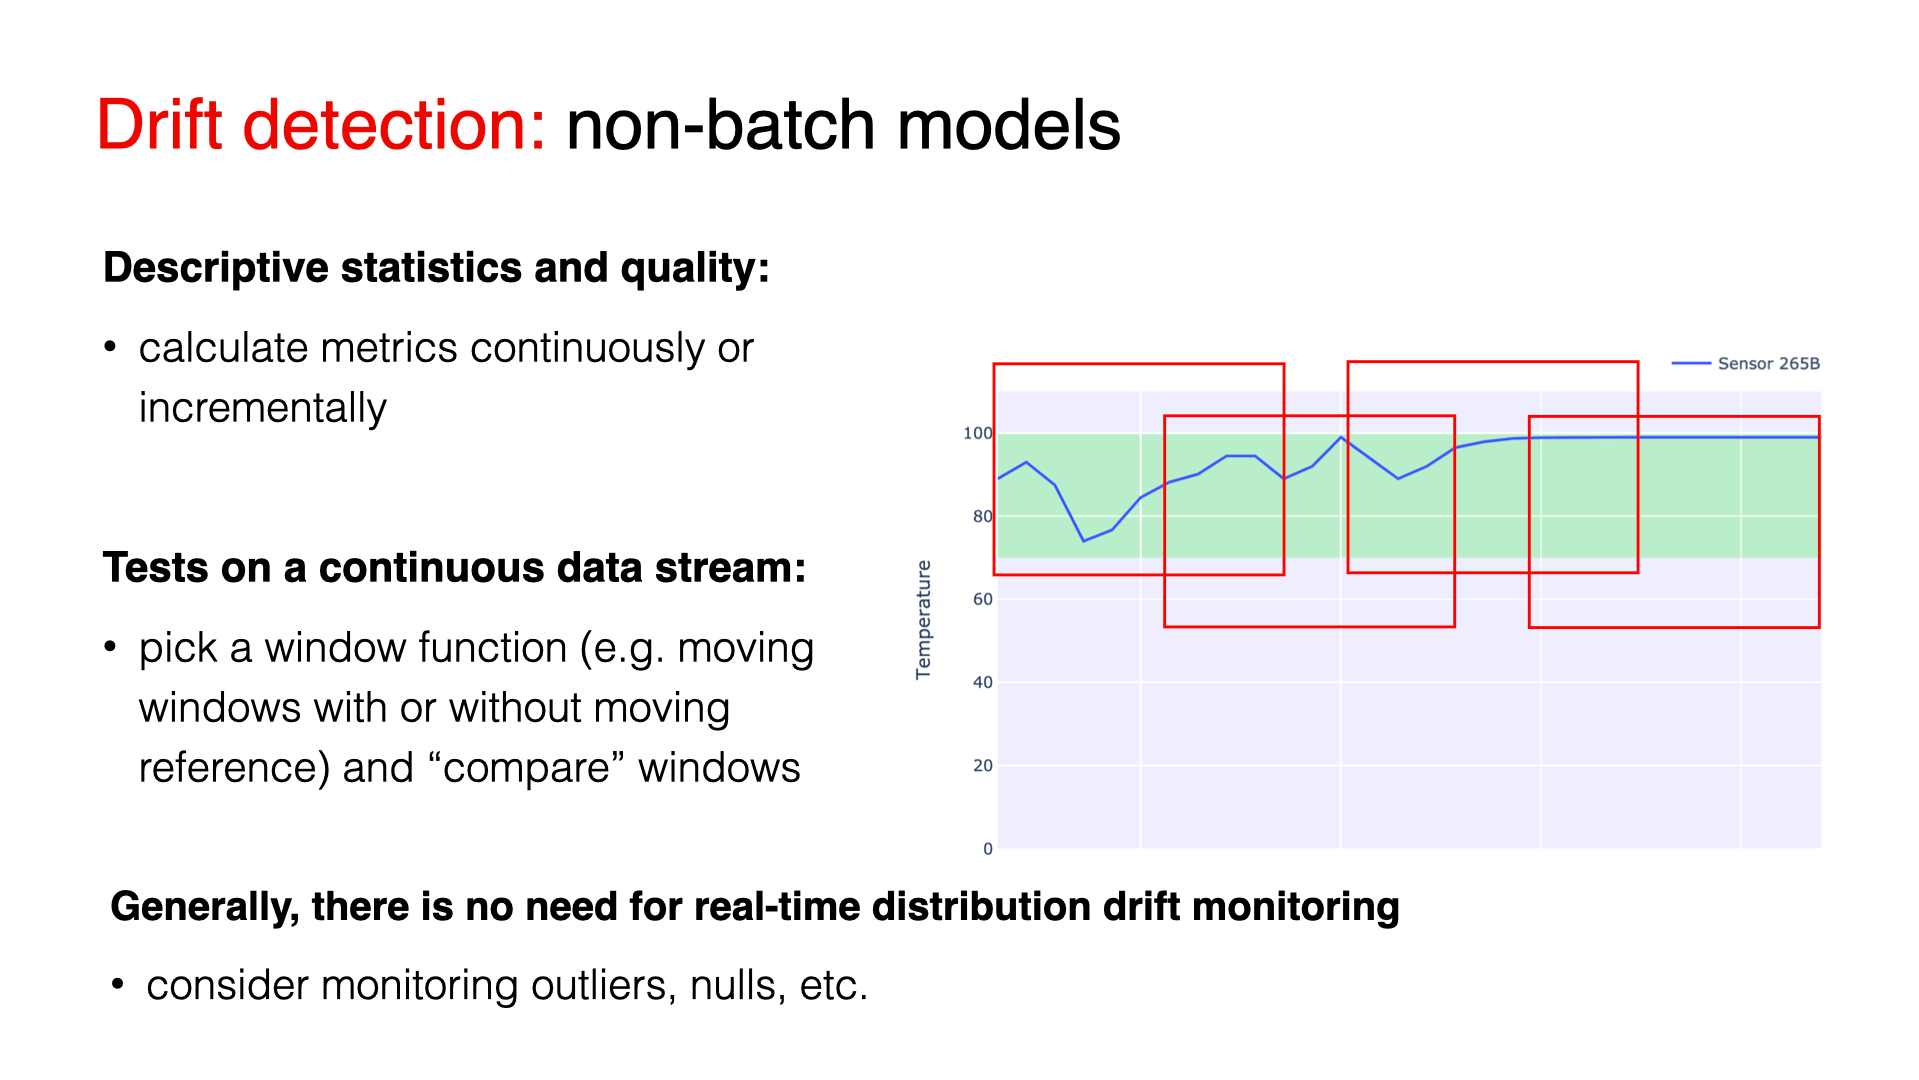 Drift detection: non-batch models
Descriptive statistics and quality:
• calculate metrics continuously or
incrementally
Tests on a continuous data stream:
• pick a window function (e.g. moving
windows with or without moving
reference) and “compare” windows
Sensor 265B
100
80
60
40
20
0
Temperature
Generally, there is no need for real-time distribution drift monitoring
• consider monitoring outliers, nulls, etc.